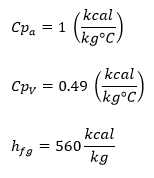 Cp_a = 1 (kcal/kg°C)
Cp_V = 0.49 (kcal/kg°C)
h_fg = 560 kcal/kg